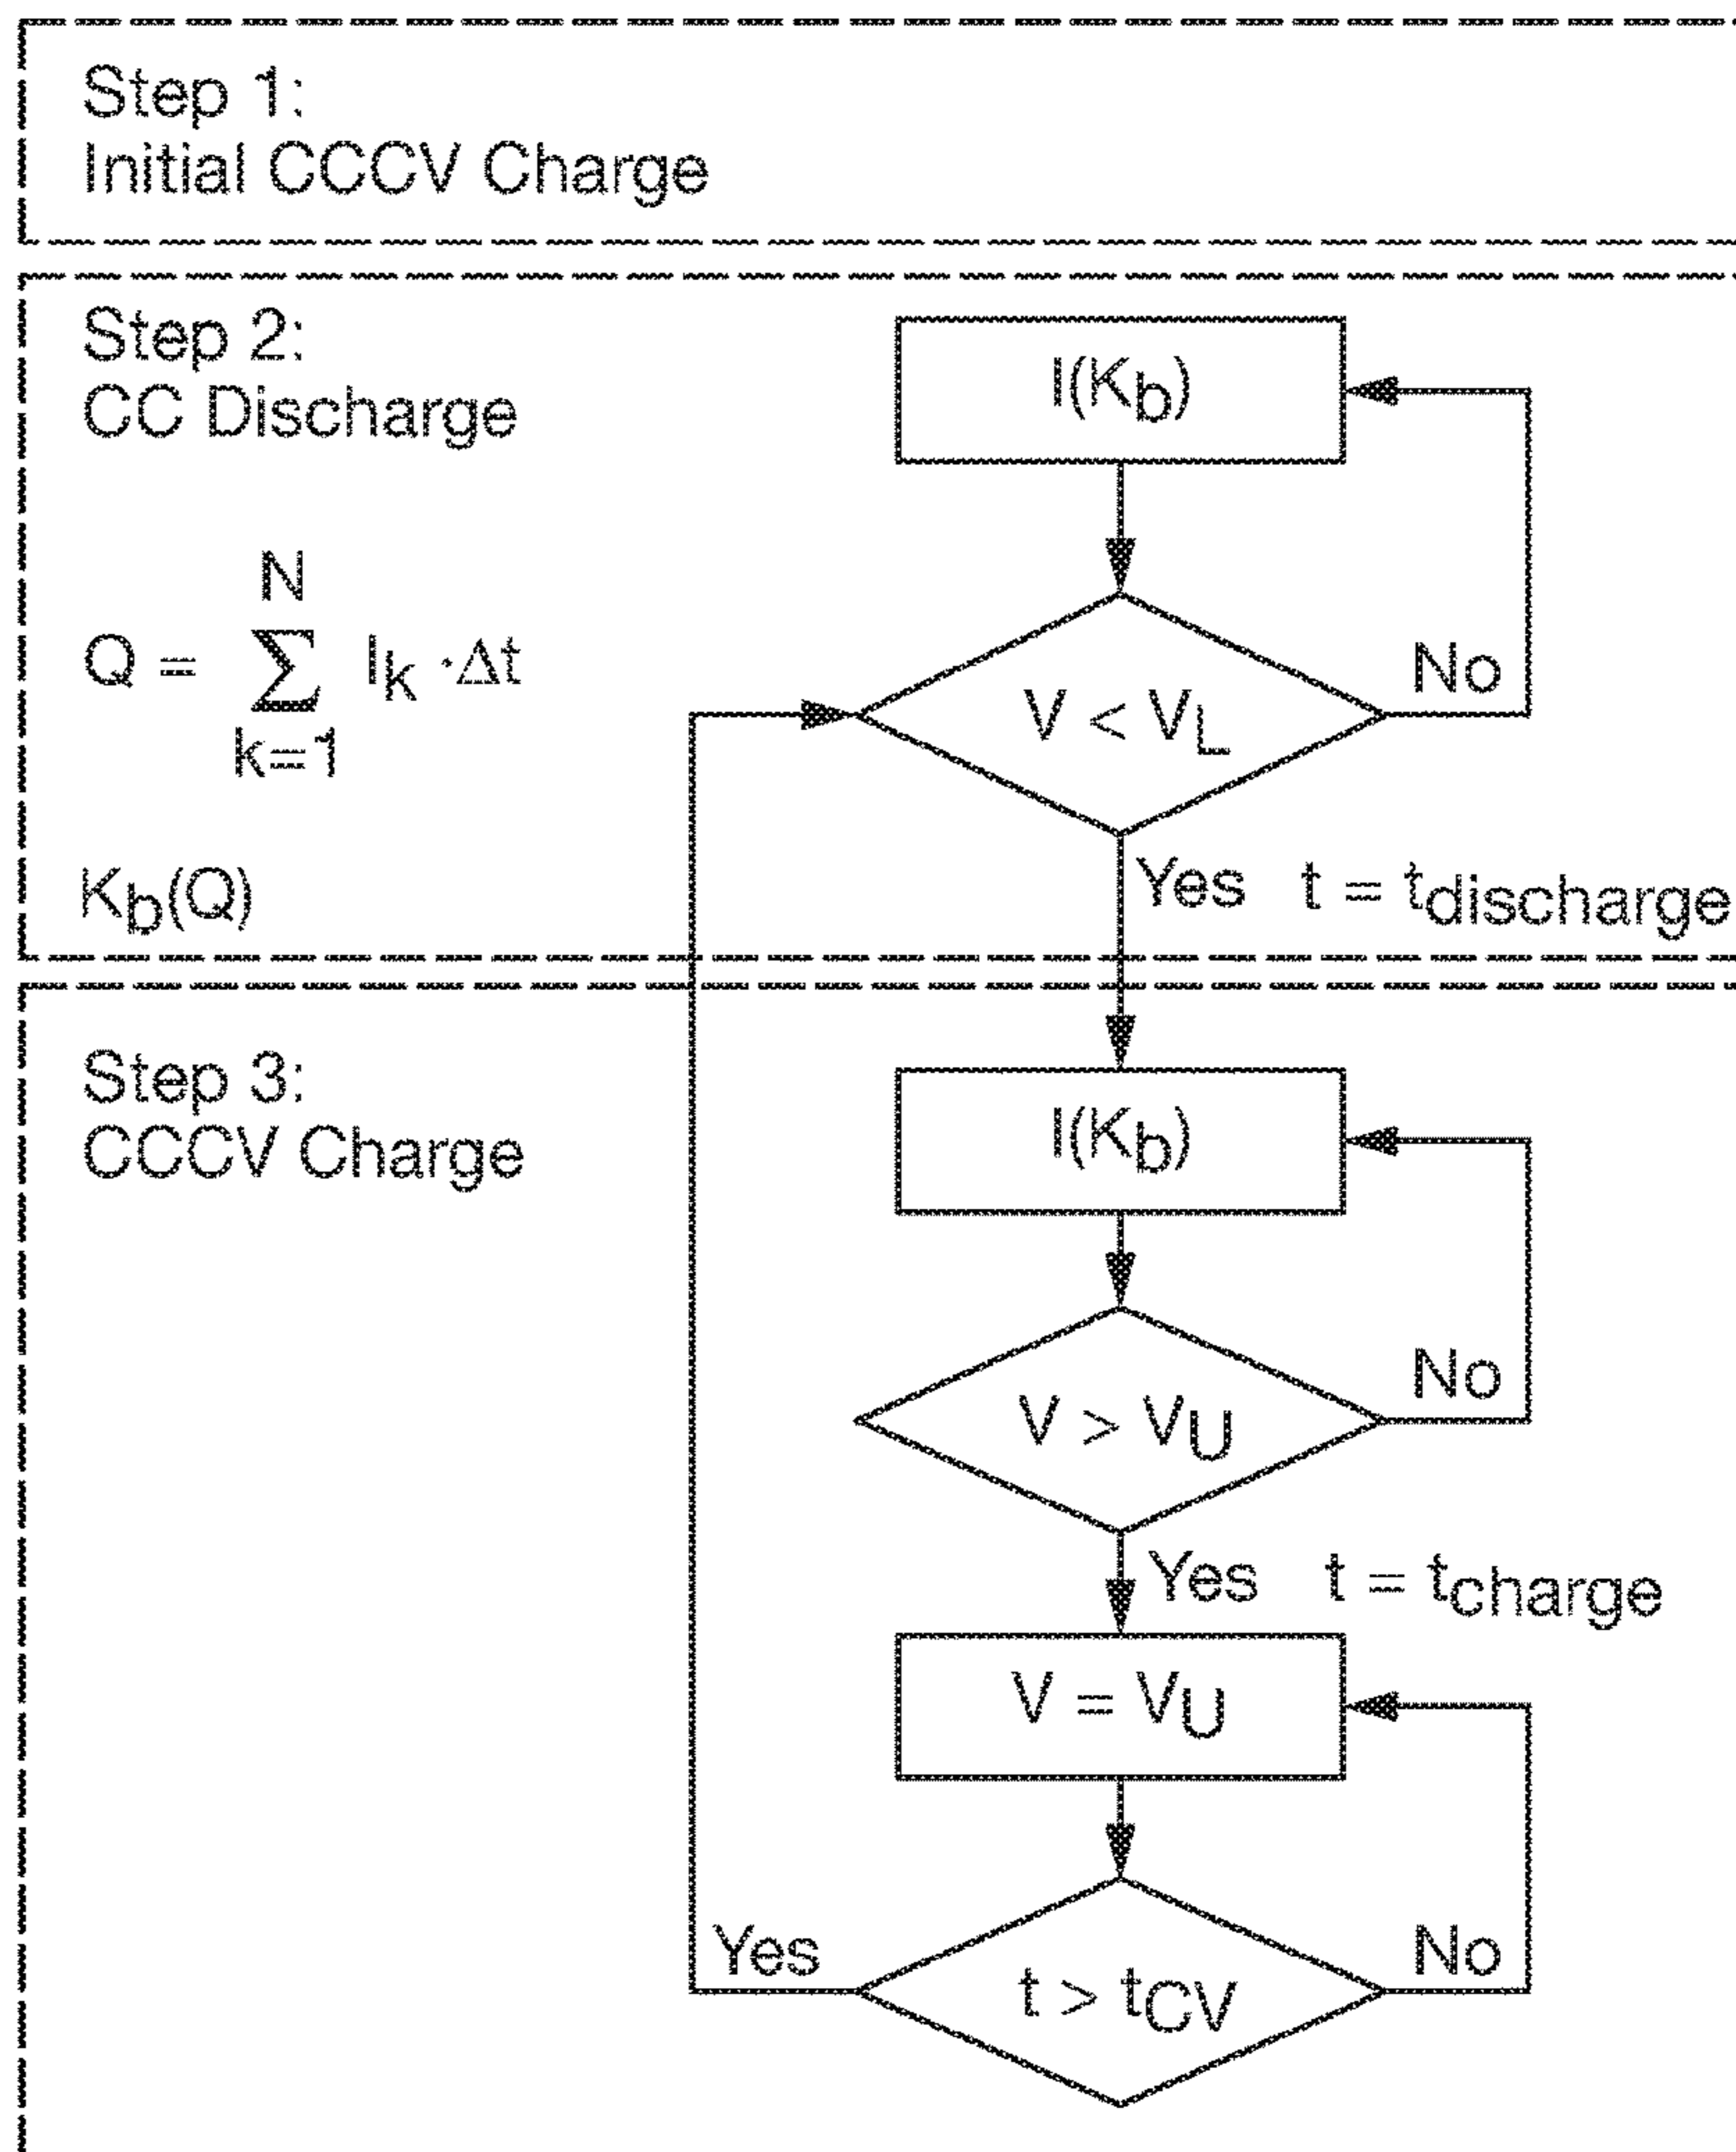 Step 1:
Initial CCCV Charge
Step 2:
CC Discharge
I(Kb)
N
Q = ∑ Ik ·Δt
k=1
V < VL
No
Kb(Q)
Yes t = tdischarge
Step 3:
CCCV Charge
I(Kb)
V > VU
No
Yes t = tcharge
V = VU
Yes
t > tCV
No